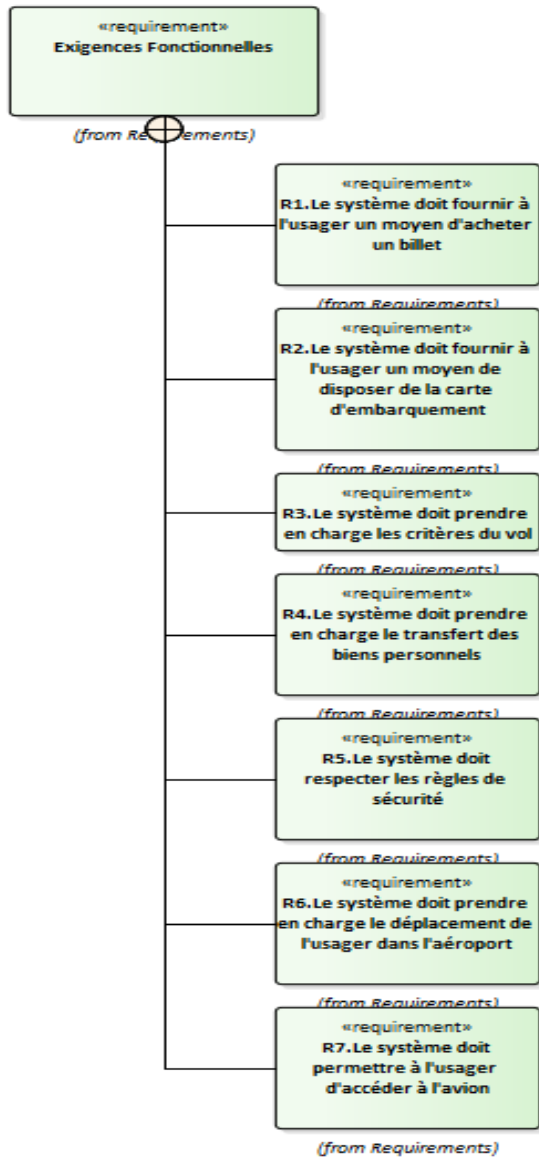 «requirement»
Exigences Fonctionnelles
(from Requirements)
«requirement»
R1.Le système doit fournir à
l'usager un moyen d'acheter
un billet
(from Requirements)
«requirement»
R2.Le système doit fournir à
l'usager un moyen de
disposer de la carte
d'embarquement
(from Requirements)
«requirement»
R3.Le système doit prendre
en charge les critères du vol
(from Requirements)
«requirement»
R4.Le système doit prendre
en charge le transfert des
biens personnels
(from Requirements)
«requirement»
R5.Le système doit
respecter les règles de
sécurité
(from Requirements)
«requirement»
R6.Le système doit prendre
en charge le déplacement de
l'usager dans l'aéroport
(from Requirements)
«requirement»
R7.Le système doit
permettre à l'usager
d'accéder à l'avion
(from Requirements)